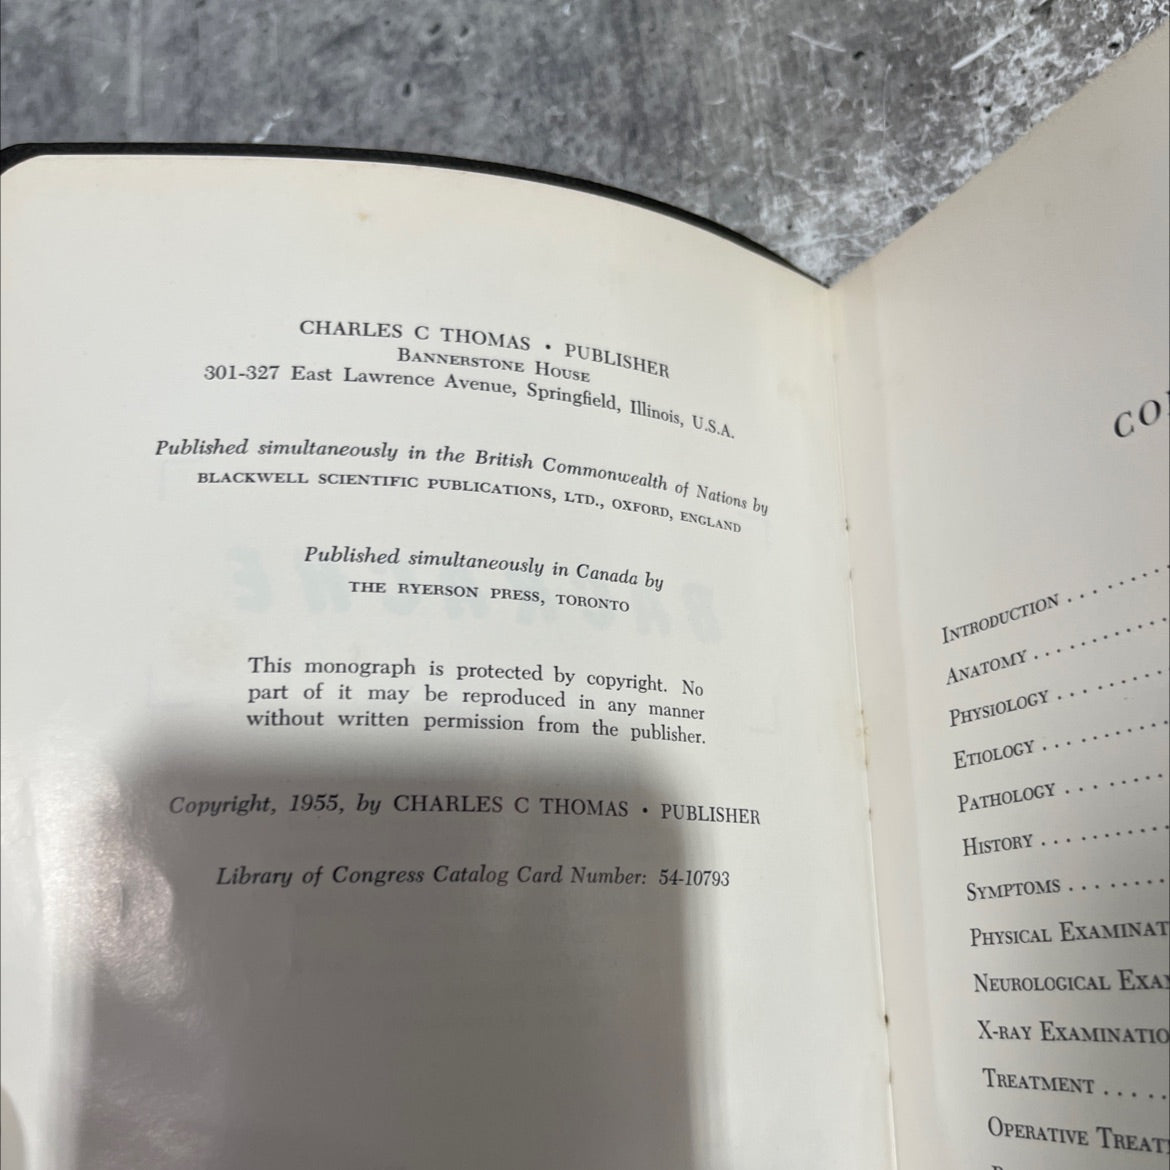 CHARLES C THOMAS • PUBLISHER
BANNERSTONE HOUSE
301-327 East Lawrence Avenue, Springfield, Illinois, U.S.A.
Published simultaneously in the British Commonwealth of Nations by
BLACKWELL SCIENTIFIC PUBLICATIONS, LTD., OXFORD, ENGLAND
Published simultaneously in Canada by
THE RYERSON PRESS, TORONTO
This monograph is protected by copyright. No
part of it may be reproduced in any manner
without written permission from the publisher.
Copyright, 1955, by CHARLES C THOMAS • PUBLISHER
Library of Congress Catalog Card Number: 54-10793
CO
INTRODUCTION . . . . . . .
ANATOMY . . . . . . . . .
PHYSIOLOGY . . . . . . . .
ETIOLOGY . . . . . . . . .
PATHOLOGY . . . . . . . .
HISTORY . . . . . . . . .
SYMPTOMS . . . . . . . .
PHYSICAL EXAMINAT
NEUROLOGICAL EXA
X-RAY EXAMINATIO
TREATMENT . . . . .
OPERATIVE TREAT